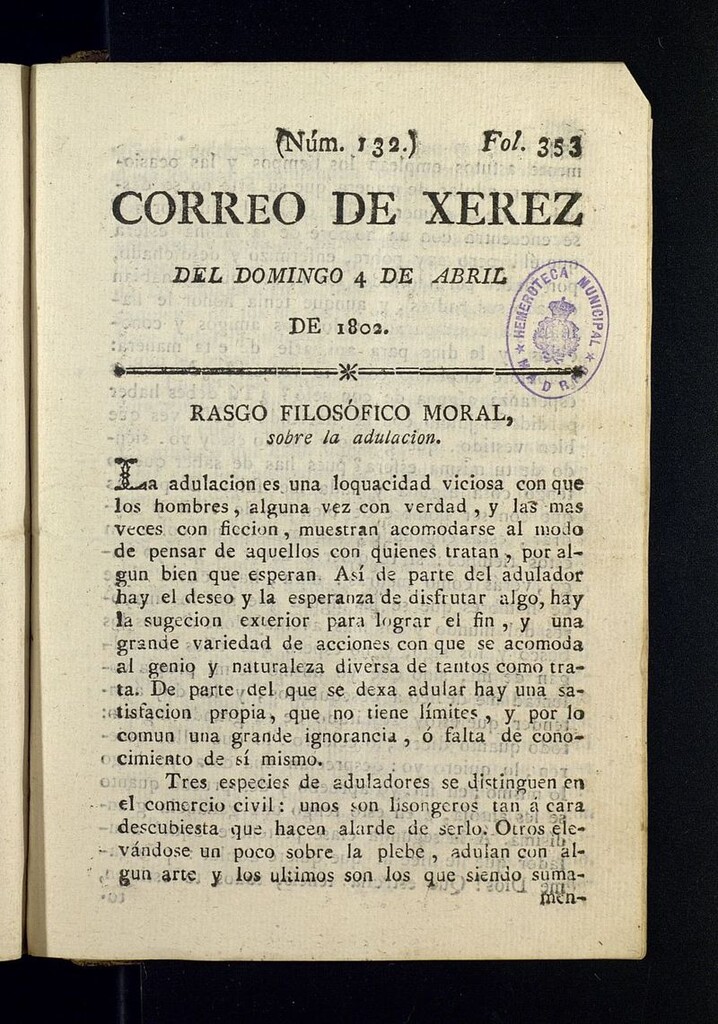 (Núm. 132.) Fol. 353
CORREO DE XEREZ
DEL DOMINGO 4 DE ABRIL
DE 1802.
HEMEROTECA MUNICIPAL
MADRID
RASGO FILOSÓFICO MORAL,
sobre la adulacion.
La adulacion es una loquacidad viciosa con que
los hombres, alguna vez con verdad, y las mas
veces con ficcion, muestran acomodarse al modo
de pensar de aquellos con quienes tratan, por al-
gun bien que esperan. Así de parte del adulador
hay el deseo y la esperanza de disfrutar algo, hay
la sugecion exterior para lograr el fin, y una
grande variedad de acciones con que se acomoda
al genio y naturaleza diversa de tantos como tra-
ta. De parte del que se dexa adular hay una sa-
tisfacion propia, que no tiene límites, y por lo
comun una grande ignorancia, ó falta de cono-
cimiento de sí mismo.
Tres especies de aduladores se distinguen en
el comercio civil: unos son lisongeros tan á cara
descubiesta que hacen alarde de serlo. Otros ele-
vándose un poco sobre la plebe, adulan con al-
gun arte y los ultimos son los que siendo suma-
men-